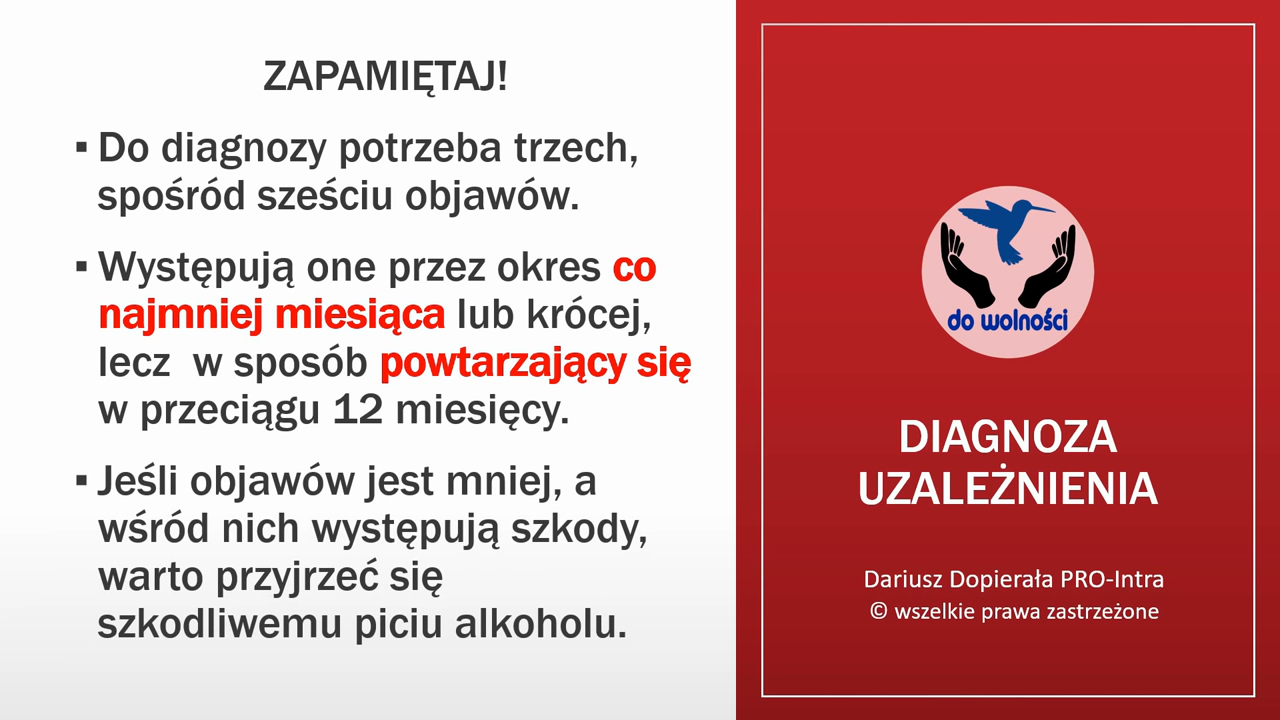 ZAPAMIĘTAJ!
▪ Do diagnozy potrzeba trzech,
spośród sześciu objawów.
▪ Występują one przez okres co
najmniej miesiąca lub krócej,
lecz  w sposób powtarzający się
w przeciągu 12 miesięcy.
▪ Jeśli objawów jest mniej, a
wśród nich występują szkody,
warto przyjrzeć się
szkodliwemu piciu alkoholu.
do wolności
DIAGNOZA
UZALEŻNIENIA
Dariusz Dopierała PRO-Intra
© wszelkie prawa zastrzeżone